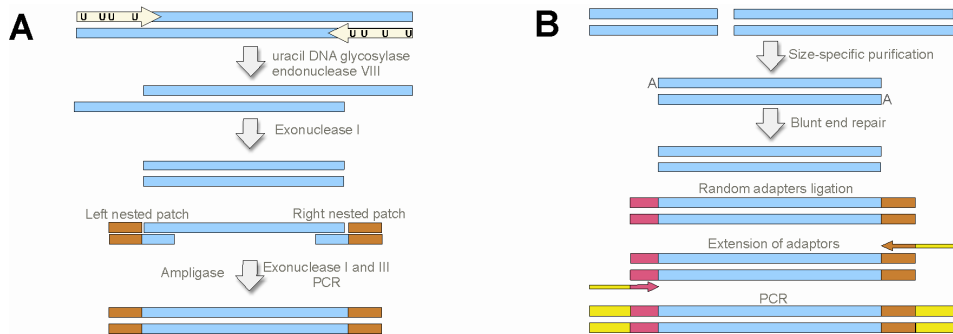 A
U UU U
U U U U
uracil DNA glycosylase
endonuclease VIII
Exonuclease I
Left nested patch
Right nested patch
Ampligase
Exonuclease I and III
PCR
B
Size-specific purification
A
A
Blunt end repair
Random adapters ligation
Extension of adaptors
PCR